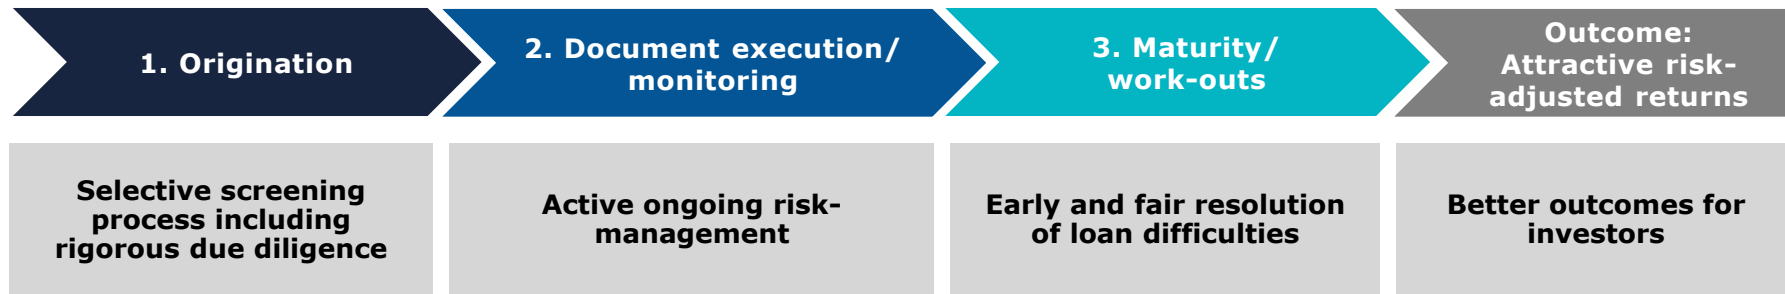 1. Origination
2. Document execution/
monitoring
3. Maturity/
work-outs
Outcome:
Attractive risk-
adjusted returns
Selective screening
process including
rigorous due diligence
Active ongoing risk-
management
Early and fair resolution
of loan difficulties
Better outcomes for
investors